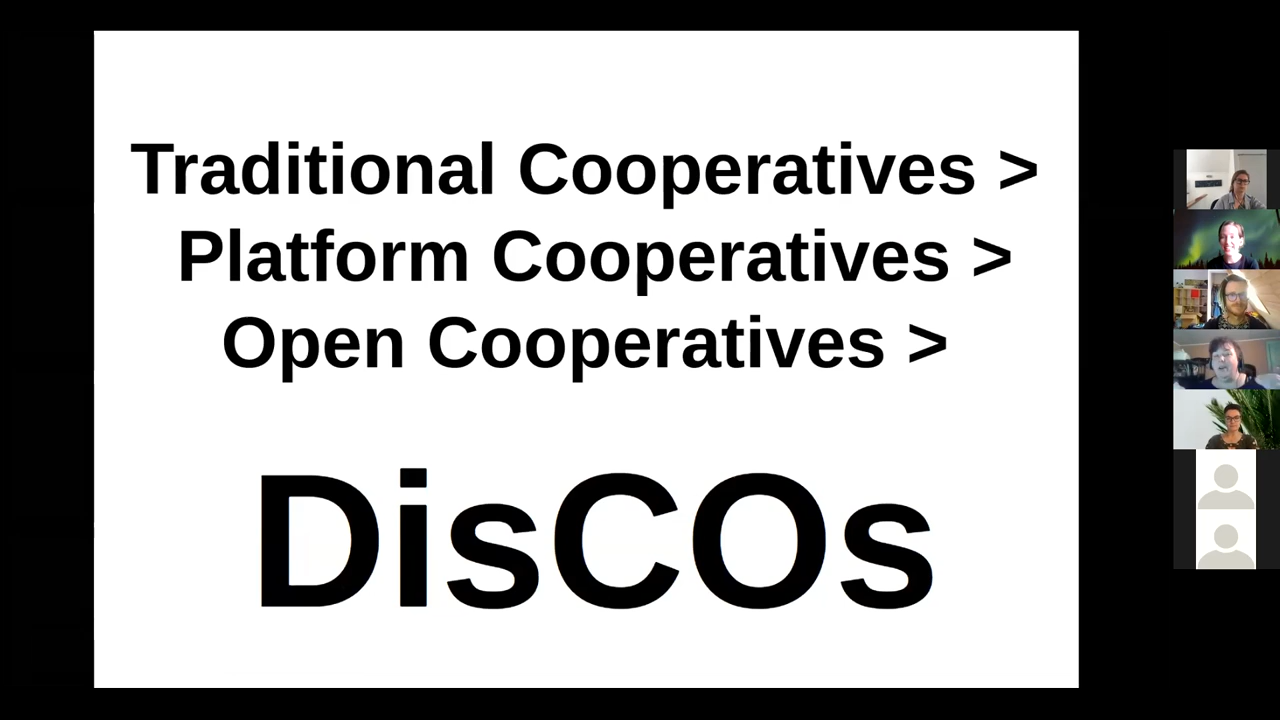 Traditional Cooperatives >
Platform Cooperatives >
Open Cooperatives >
DisCOs